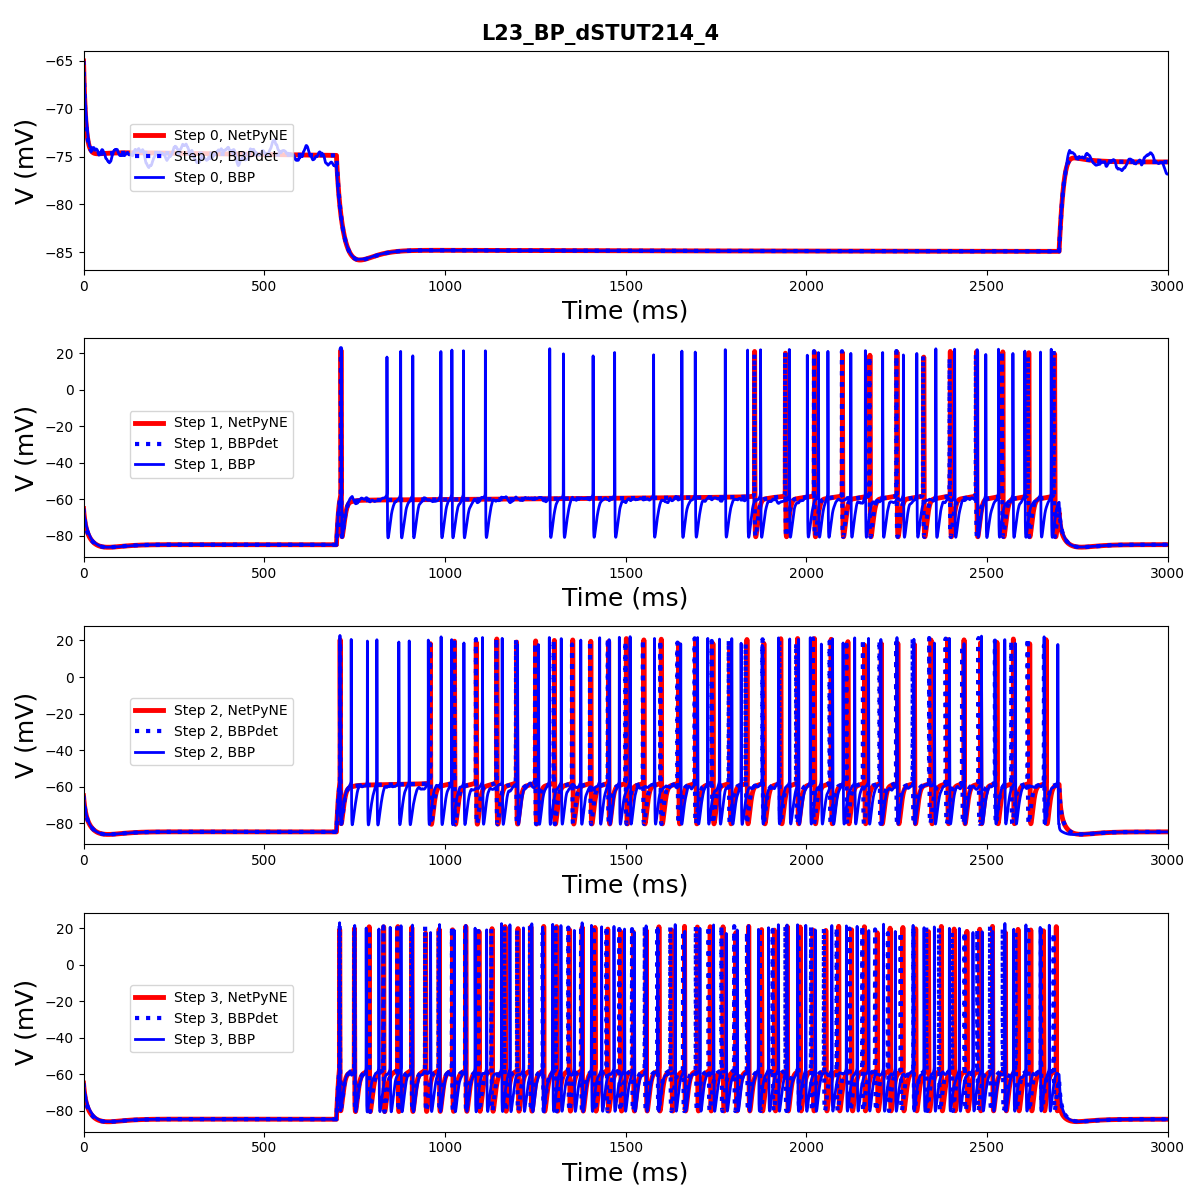 L23_BP_dSTUT214_4
−65
−70
−75
−80
−85
V (mV)
Step 0, NetPyNE
Step 0, BBPdet
Step 0, BBP
0 500 1000 1500 2000 2500 3000
Time (ms)
20
0
−20
−40
−60
−80
V (mV)
Step 1, NetPyNE
Step 1, BBPdet
Step 1, BBP
0 500 1000 1500 2000 2500 3000
Time (ms)
20
0
−20
−40
−60
−80
V (mV)
Step 2, NetPyNE
Step 2, BBPdet
Step 2, BBP
0 500 1000 1500 2000 2500 3000
Time (ms)
20
0
−20
−40
−60
−80
V (mV)
Step 3, NetPyNE
Step 3, BBPdet
Step 3, BBP
0 500 1000 1500 2000 2500 3000
Time (ms)